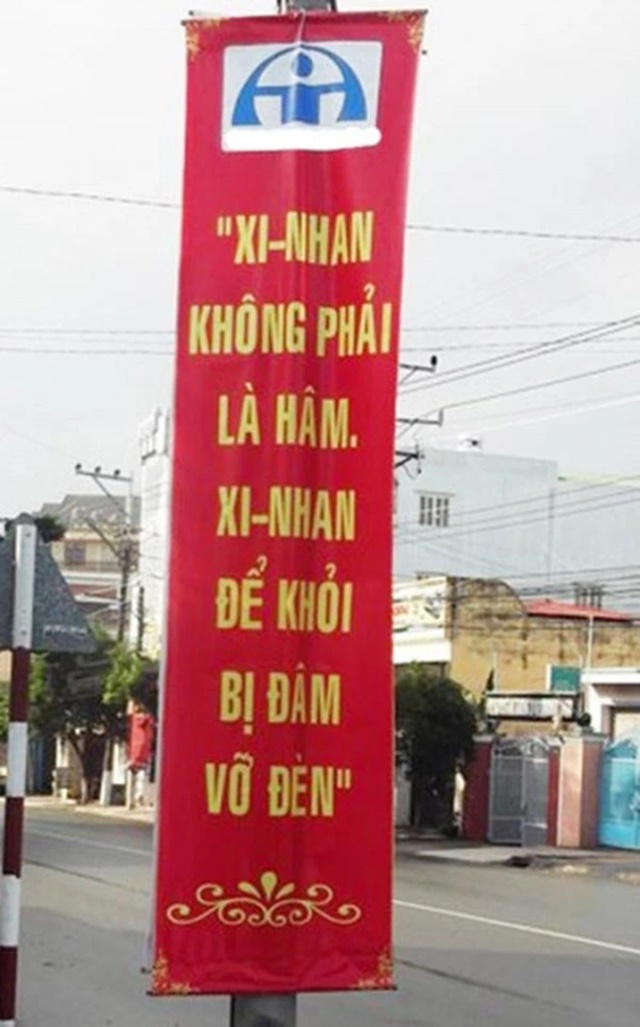 "XI-NHAN
KHÔNG PHẢI
LÀ HÂM.
XI-NHAN
ĐỂ KHỎI
BỊ ĐÂM
VỠ ĐÈN"